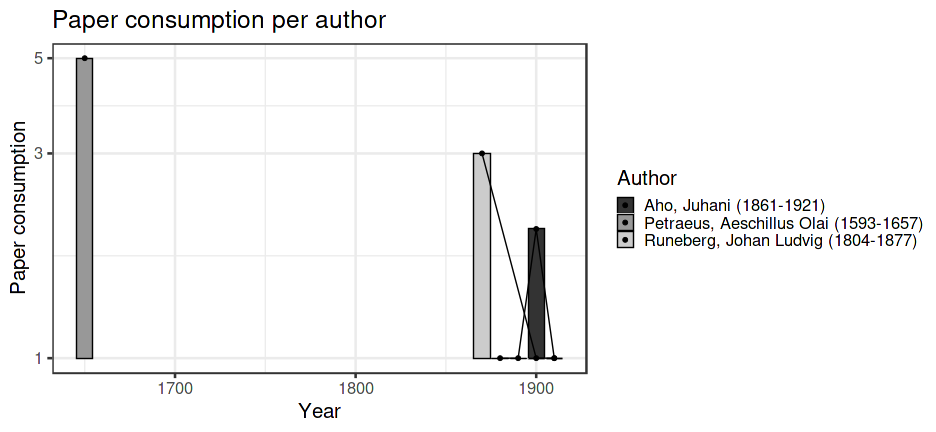 Paper consumption per author
Paper consumption
5
3
1
1700
1800
1900
Year
Author
Aho, Juhani (1861-1921)
Petraeus, Aeschillus Olai (1593-1657)
Runeberg, Johan Ludvig (1804-1877)